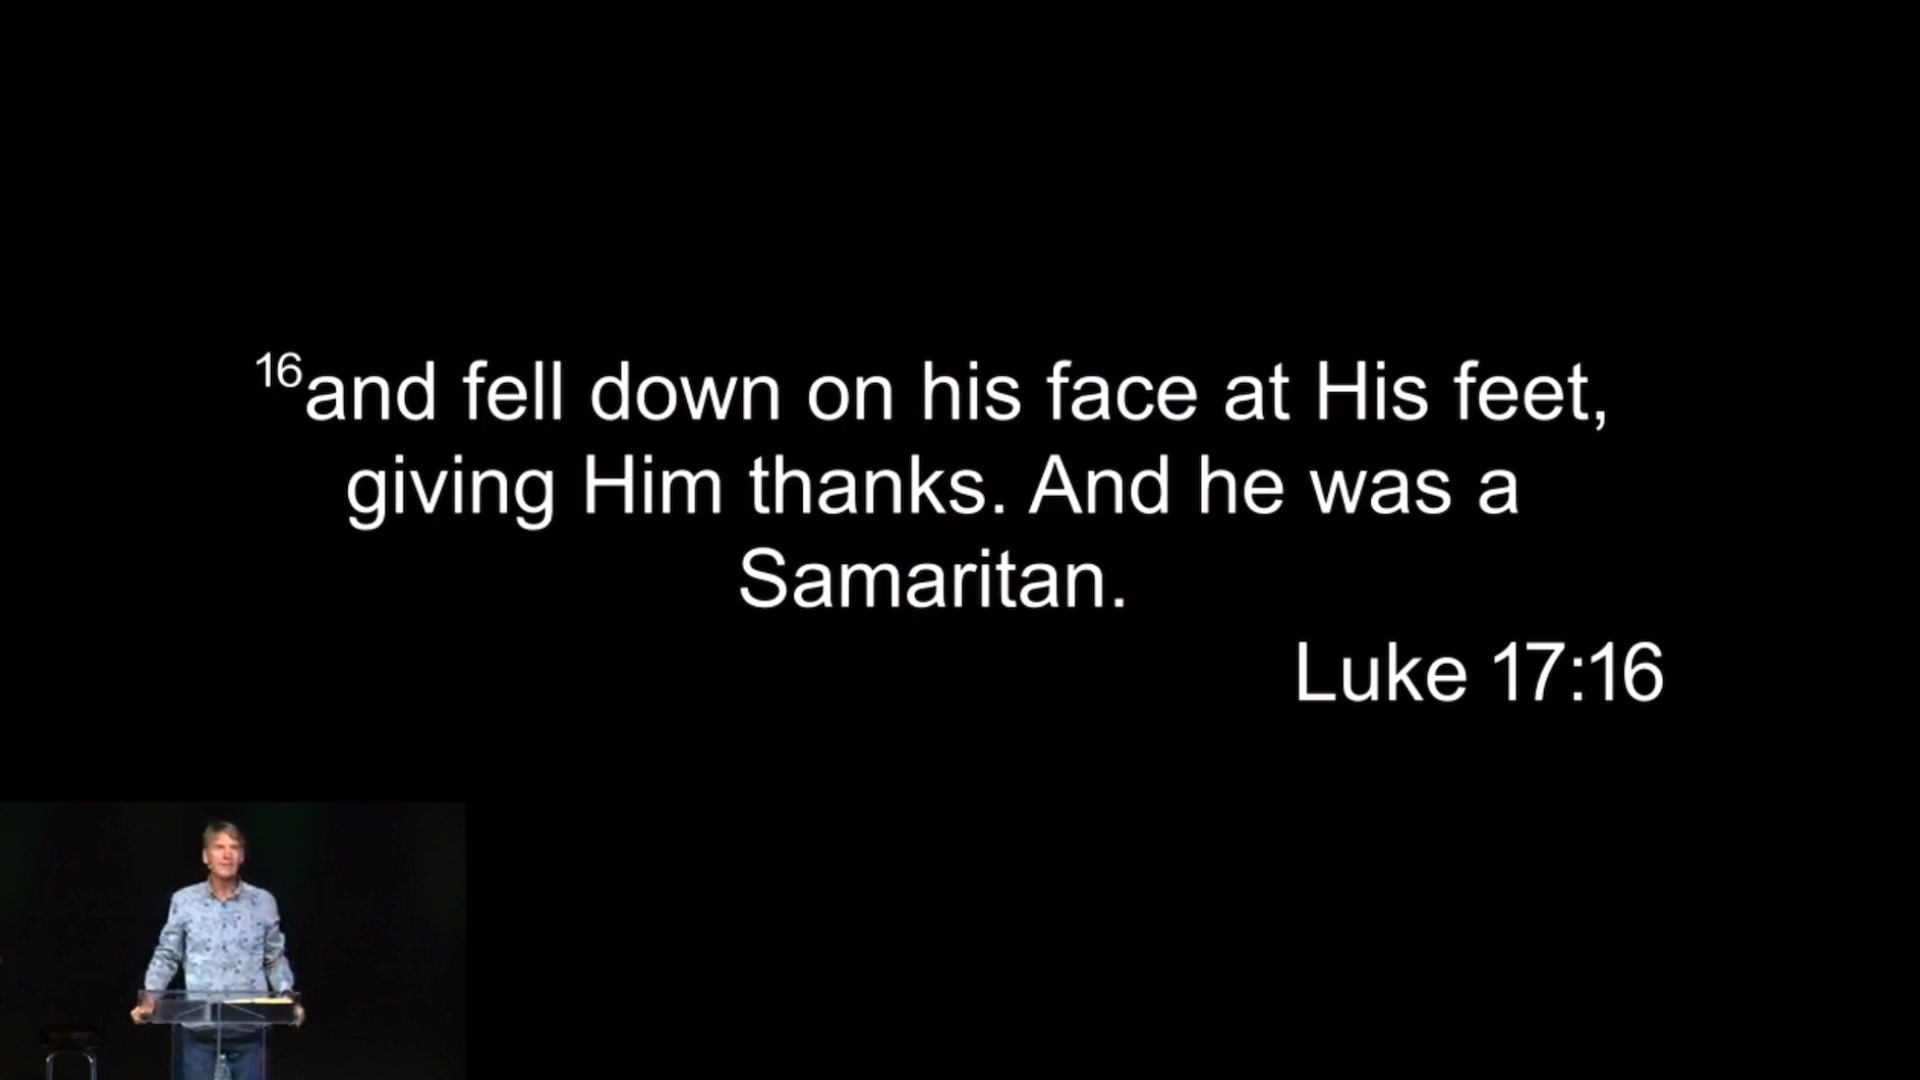 16and fell down on his face at His feet,
giving Him thanks. And he was a
Samaritan.
Luke 17:16